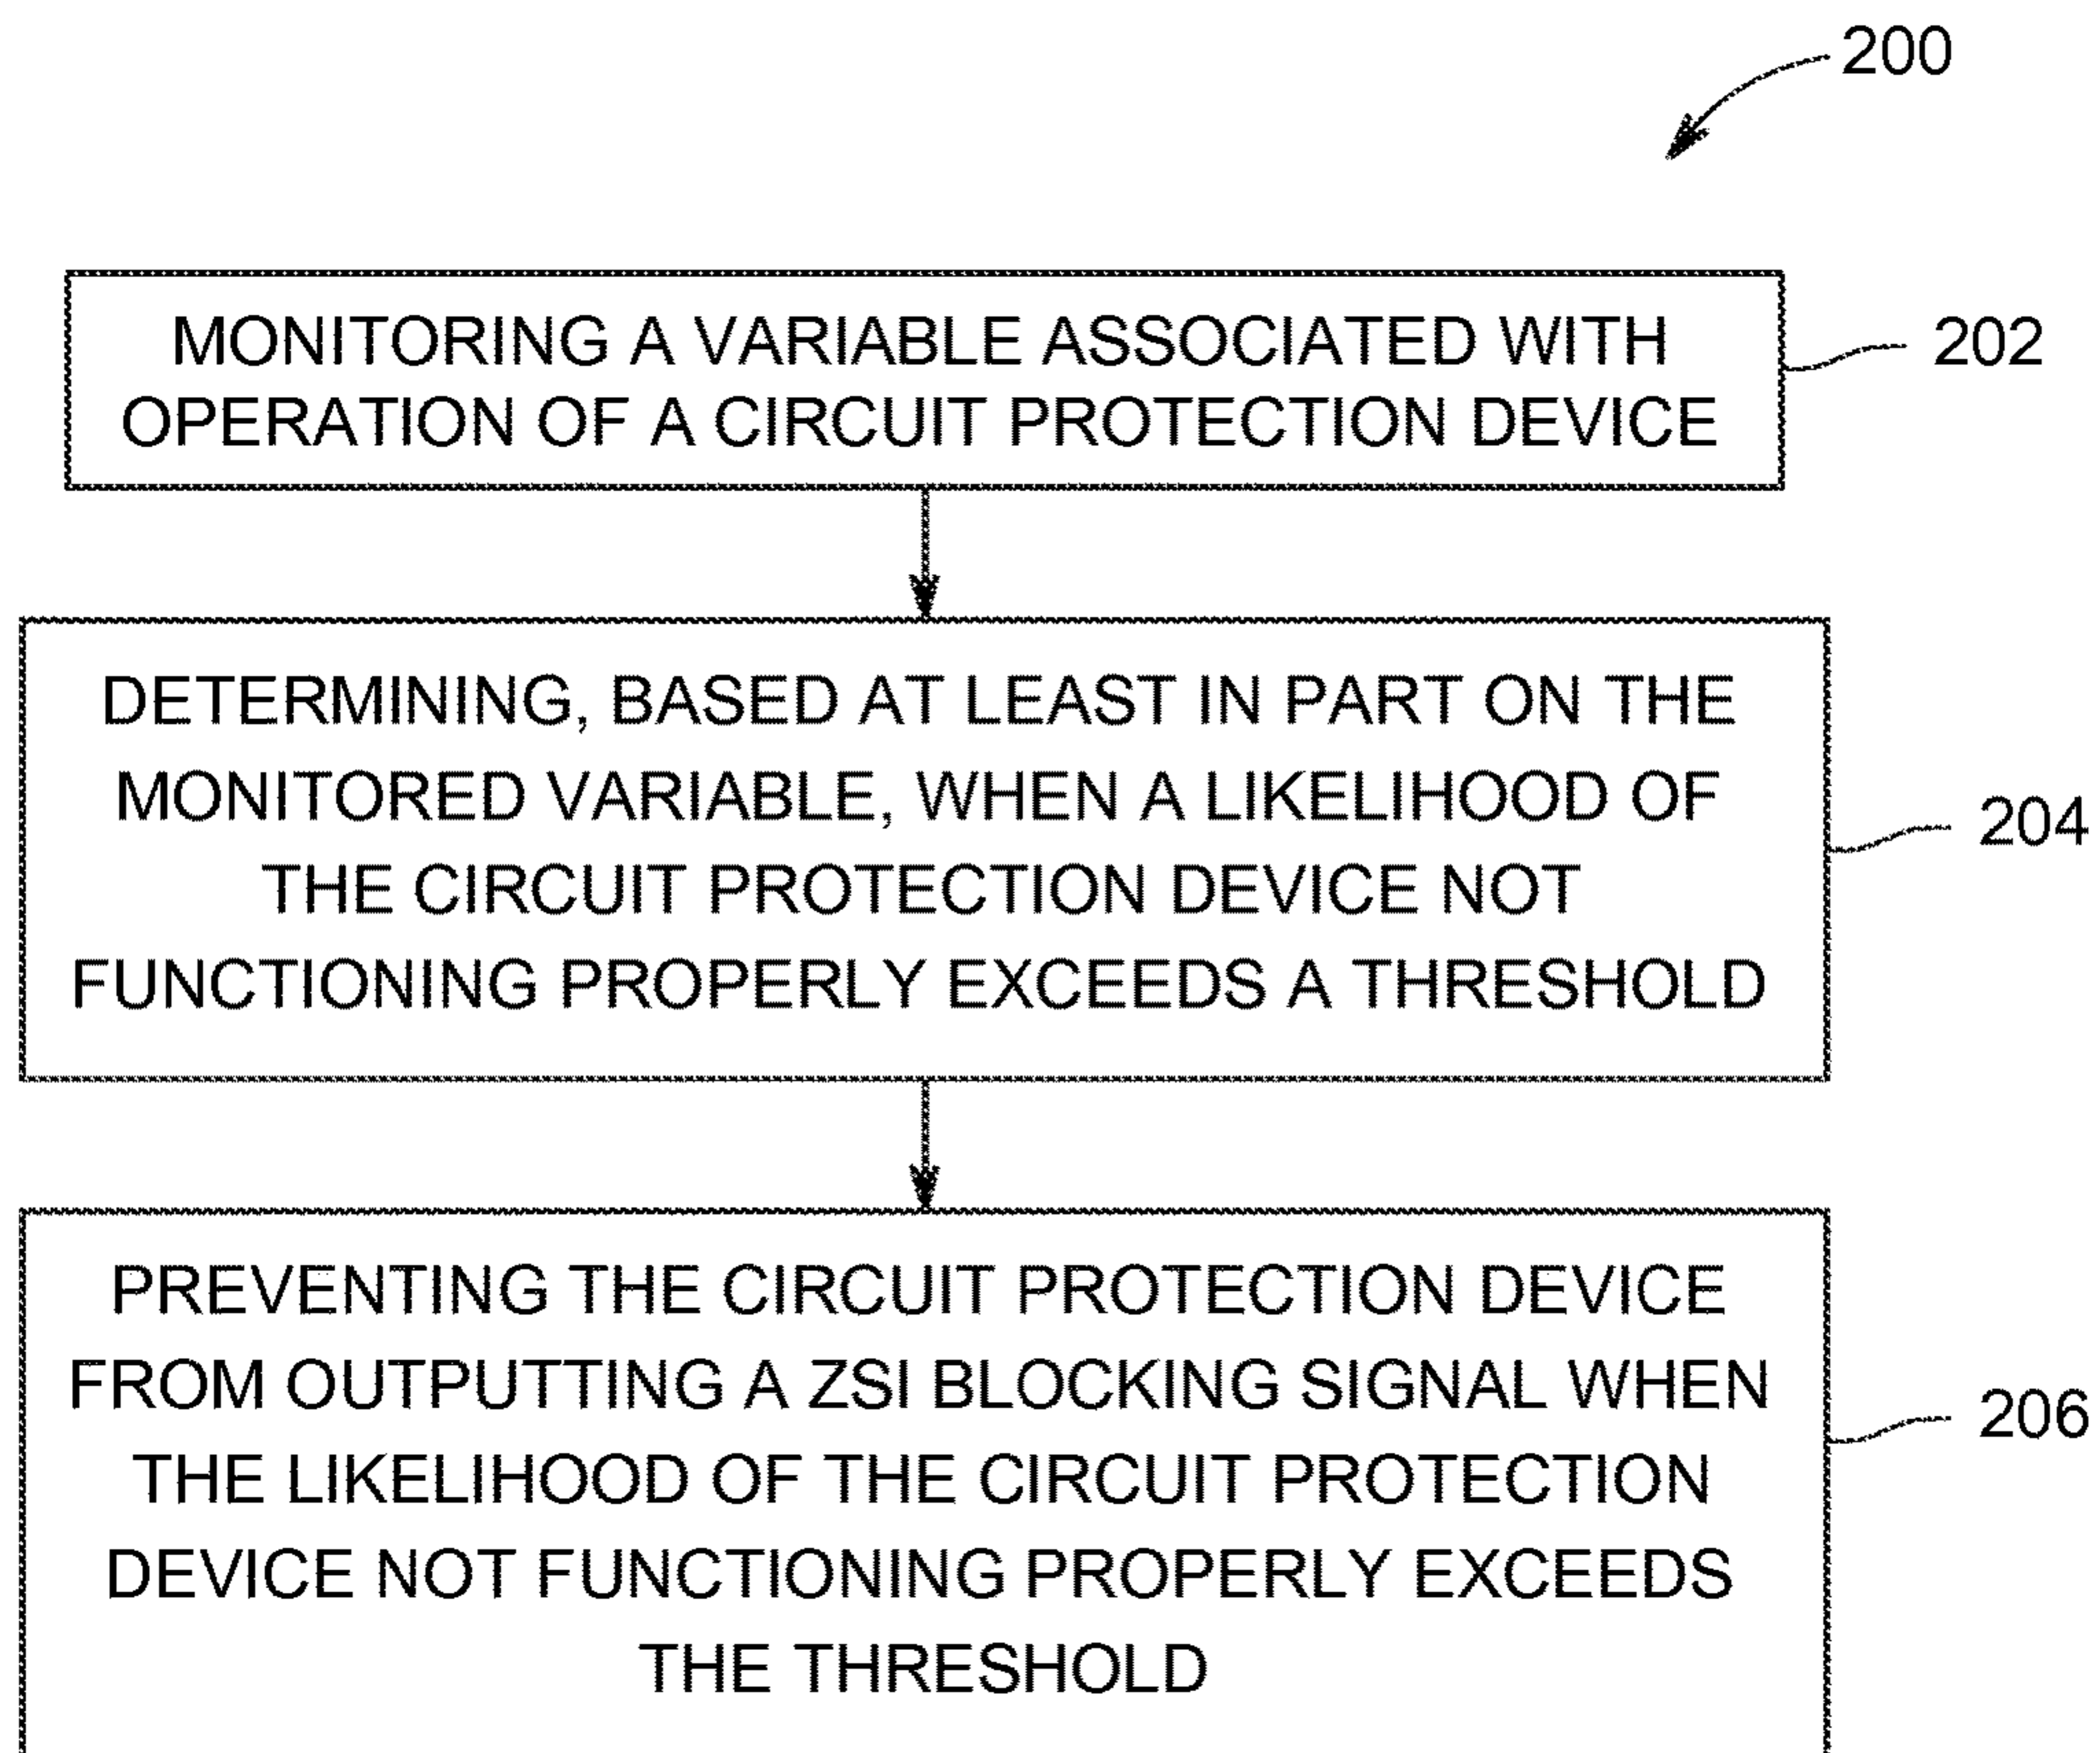 200
MONITORING A VARIABLE ASSOCIATED WITH
OPERATION OF A CIRCUIT PROTECTION DEVICE
202
DETERMINING, BASED AT LEAST IN PART ON THE
MONITORED VARIABLE, WHEN A LIKELIHOOD OF
THE CIRCUIT PROTECTION DEVICE NOT
FUNCTIONING PROPERLY EXCEEDS A THRESHOLD
204
PREVENTING THE CIRCUIT PROTECTION DEVICE
FROM OUTPUTTING A ZSI BLOCKING SIGNAL WHEN
THE LIKELIHOOD OF THE CIRCUIT PROTECTION
DEVICE NOT FUNCTIONING PROPERLY EXCEEDS
THE THRESHOLD
206